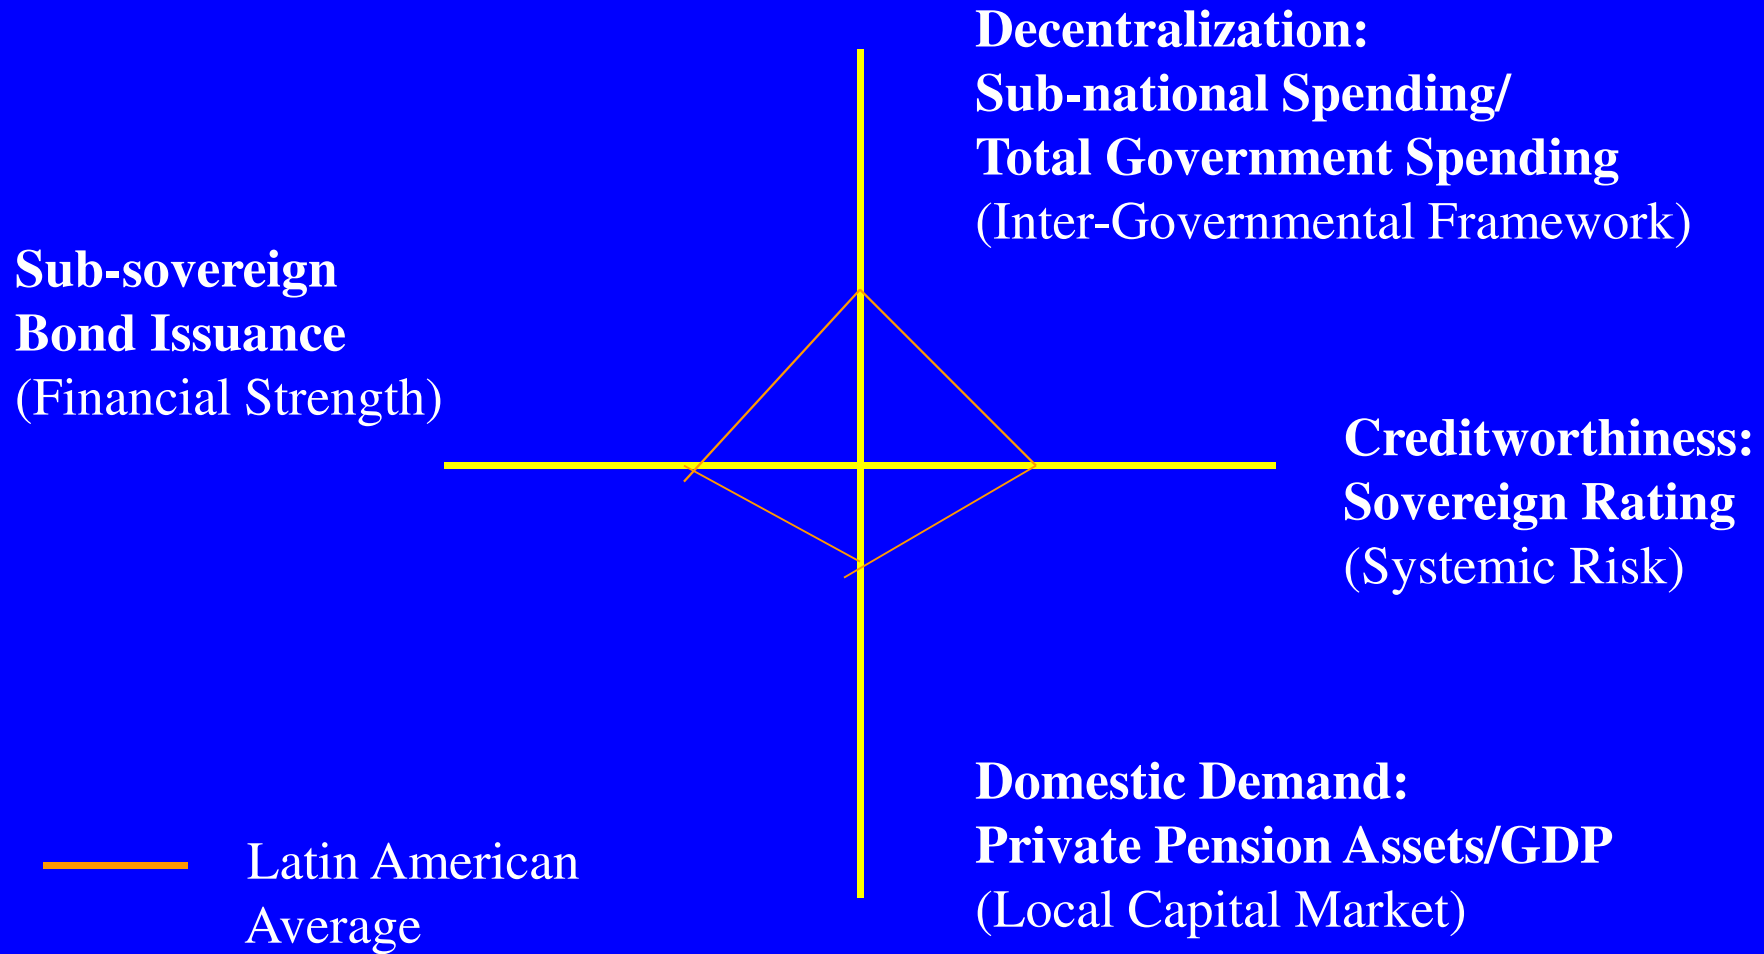 Decentralization:
Sub-national Spending/
Total Government Spending
(Inter-Governmental Framework)
Sub-sovereign
Bond Issuance
(Financial Strength)
Creditworthiness:
Sovereign Rating
(Systemic Risk)
Domestic Demand:
Private Pension Assets/GDP
(Local Capital Market)
Latin American
Average